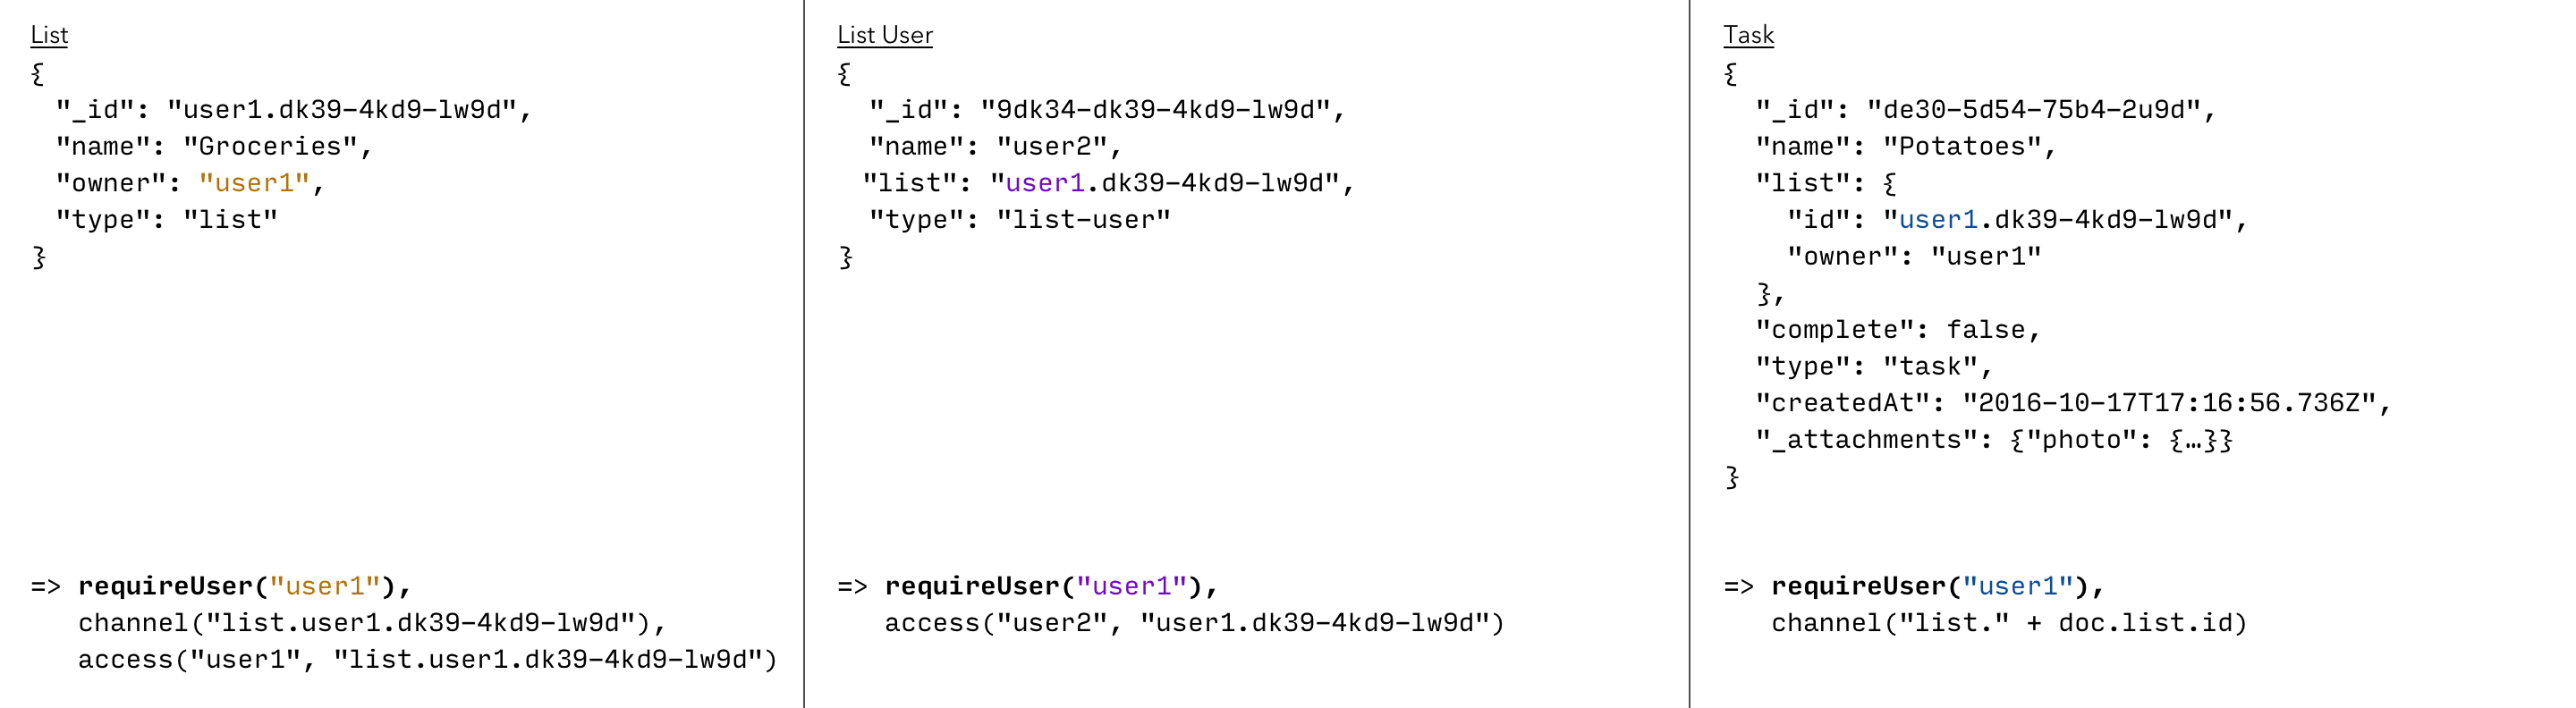 List
{
"_id": "user1.dk39-4kd9-lw9d",
"name": "Groceries",
"owner": "user1",
"type": "list"
}
=> requireUser("user1"),
channel("list.user1.dk39-4kd9-lw9d"),
access("user1", "list.user1.dk39-4kd9-lw9d")
List User
{
"_id": "9dk34-dk39-4kd9-lw9d",
"name": "user2",
"list": "user1.dk39-4kd9-lw9d",
"type": "list-user"
}
=> requireUser("user1"),
access("user2", "user1.dk39-4kd9-lw9d")
Task
{
"_id": "de30-5d54-75b4-2u9d",
"name": "Potatoes",
"list": {
"id": "user1.dk39-4kd9-lw9d",
"owner": "user1"
},
"complete": false,
"type": "task",
"createdAt": "2016-10-17T17:16:56.736Z",
"_attachments": {"photo": {…}}
}
=> requireUser("user1"),
channel("list." + doc.list.id)